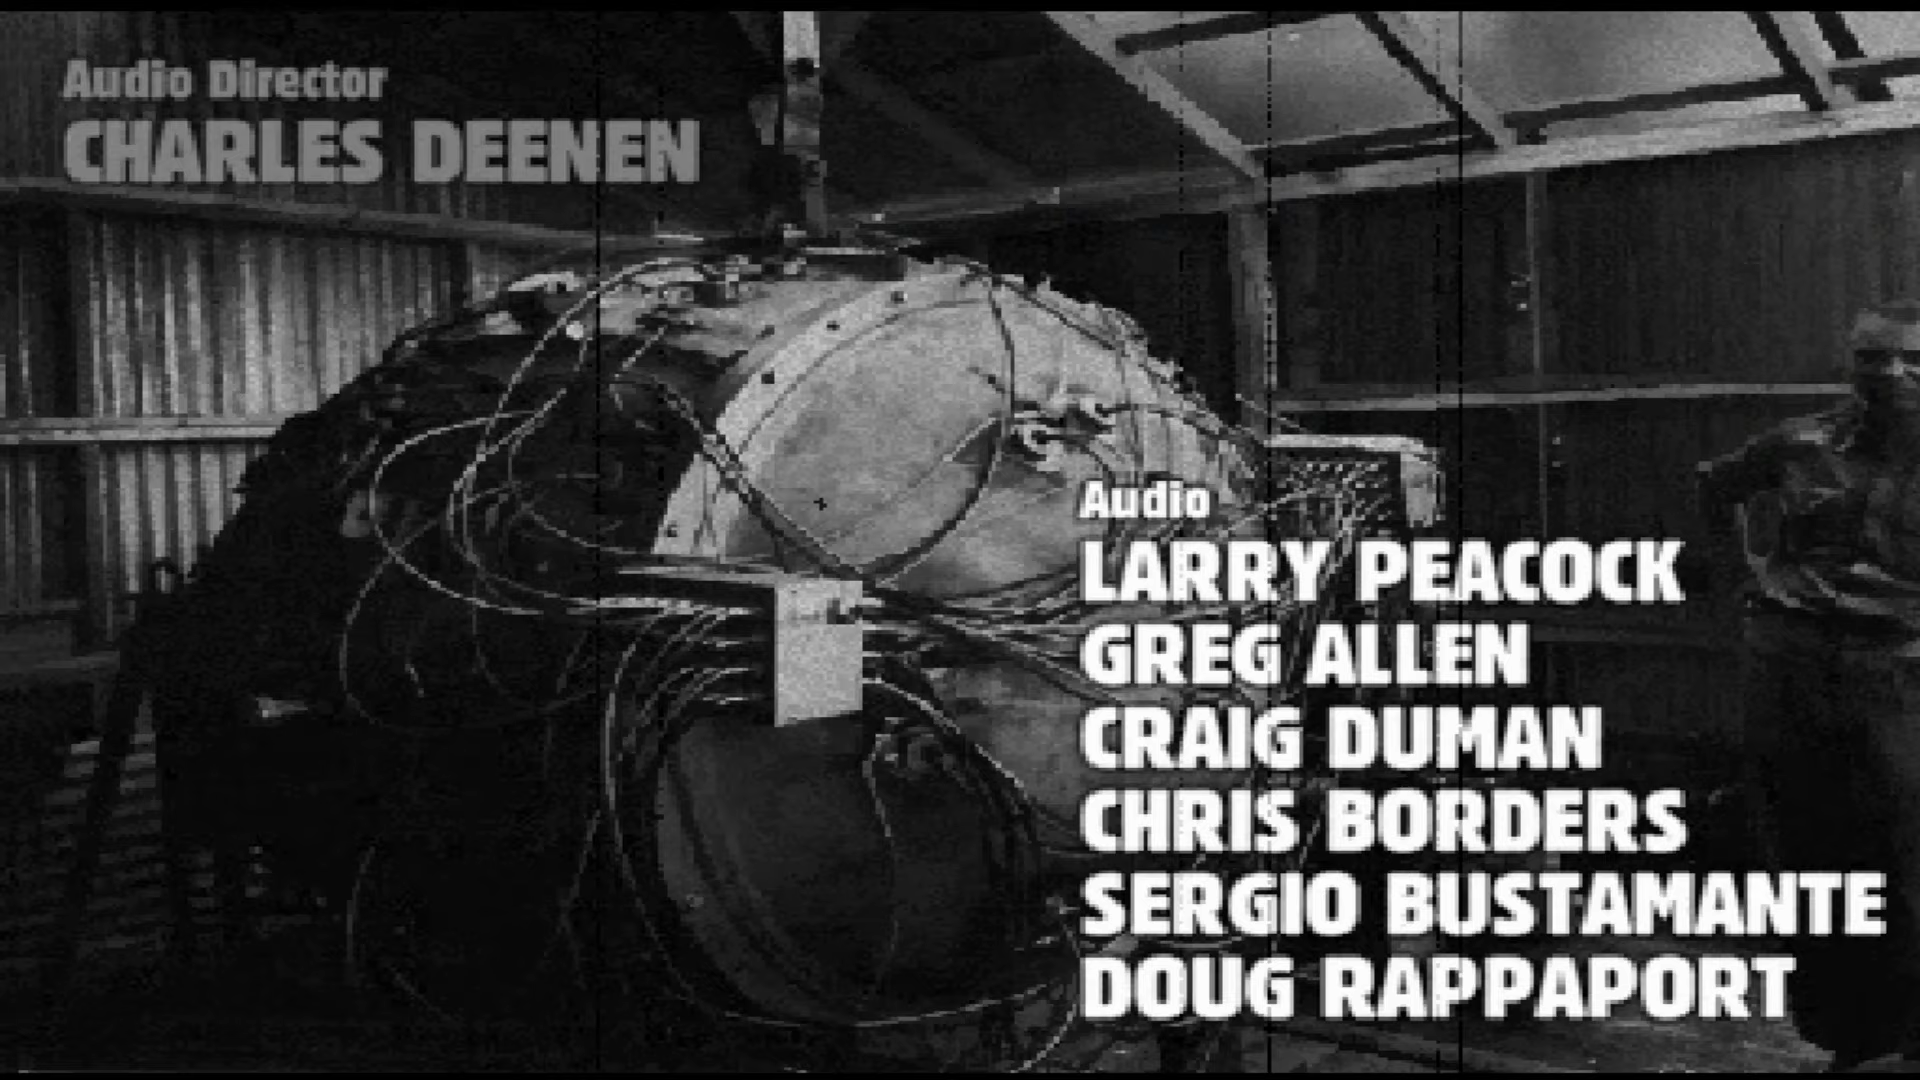 Audio Director
CHARLES DEENEN
Audio
LARRY PEACOCK
GREG ALLEN
CRAIG DUMAN
CHRIS BORDERS
SERGIO BUSTAMANTE
DOUG RAPPAPORT